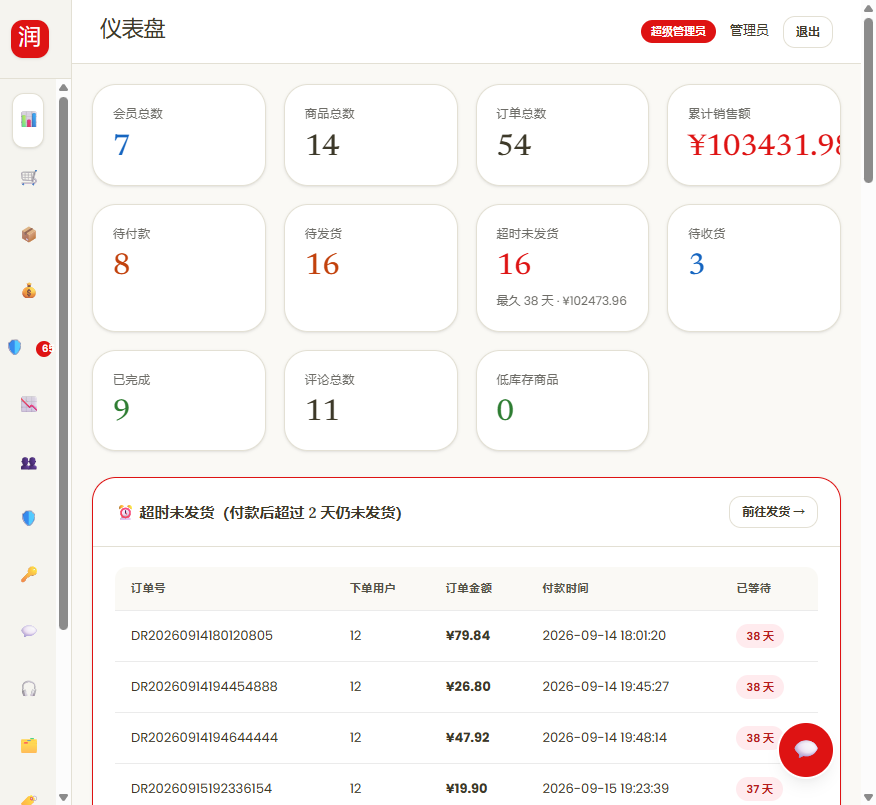 润
仪表盘
超级管理员 管理员 退出
会员总数
7
商品总数
14
订单总数
54
累计销售额
¥103431.98
待付款
8
待发货
16
超时未发货
16
最久 38 天 · ¥102473.96
待收货
3
已完成
9
评论总数
11
低库存商品
0
超时未发货（付款后超过 2 天仍未发货）
前往发货 →
订单号 下单用户 订单金额 付款时间 已等待
DR20260914180120805 12 ¥79.84 2026-09-14 18:01:20 38 天
DR20260914194454888 12 ¥26.80 2026-09-14 19:45:27 38 天
DR20260914194644444 12 ¥47.92 2026-09-14 19:48:14 38 天
DR20260915192336154 12 ¥19.90 2026-09-15 19:23:39 37 天